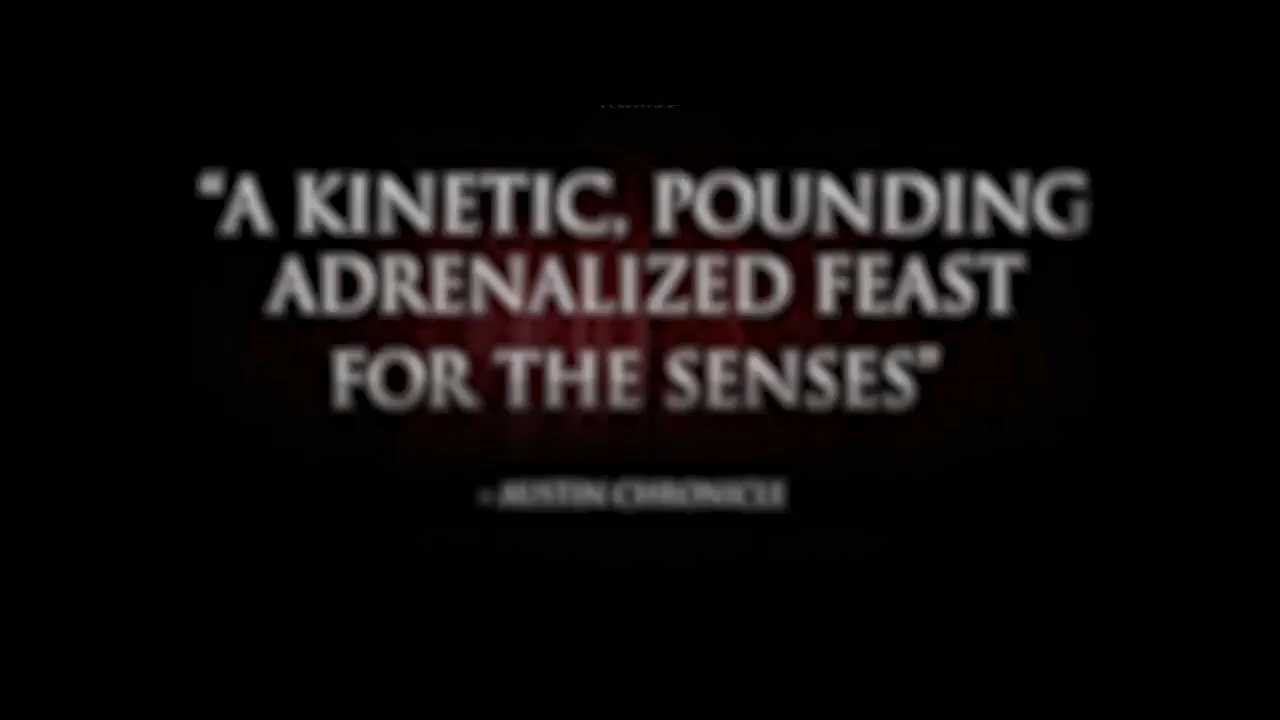 “A KINETIC, POUNDING
ADRENALIZED FEAST
FOR THE SENSES”
- AUSTIN CHRONICLE